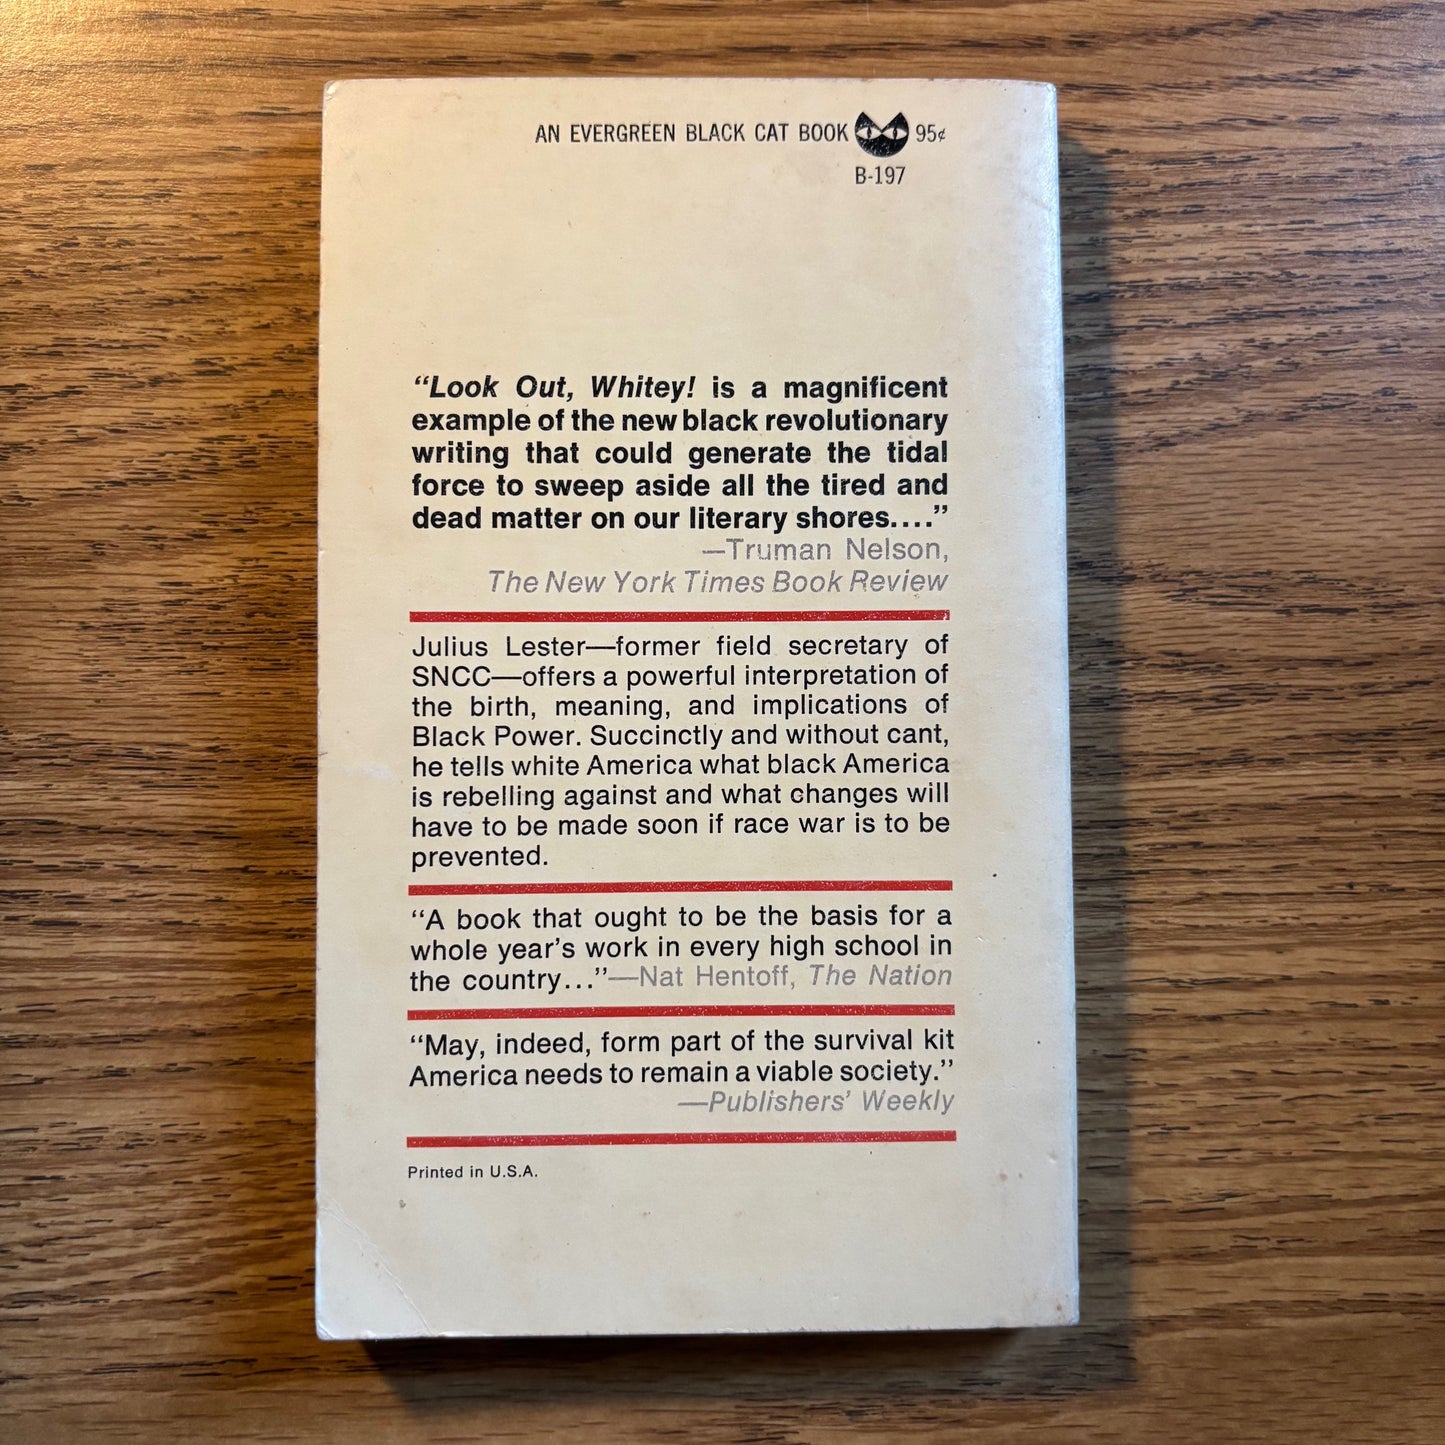 AN EVERGREEN BLACK CAT BOOK 95¢
B-197
“Look Out, Whitey! is a magnificent
example of the new black revolutionary
writing that could generate the tidal
force to sweep aside all the tired and
dead matter on our literary shores....”
—Truman Nelson,
The New York Times Book Review
Julius Lester—former field secretary of
SNCC—offers a powerful interpretation of
the birth, meaning, and implications of
Black Power. Succinctly and without cant,
he tells white America what black America
is rebelling against and what changes will
have to be made soon if race war is to be
prevented.
“A book that ought to be the basis for a
whole year’s work in every high school in
the country...”—Nat Hentoff, The Nation
“May, indeed, form part of the survival kit
America needs to remain a viable society.”
—Publishers’ Weekly
Printed in U.S.A.